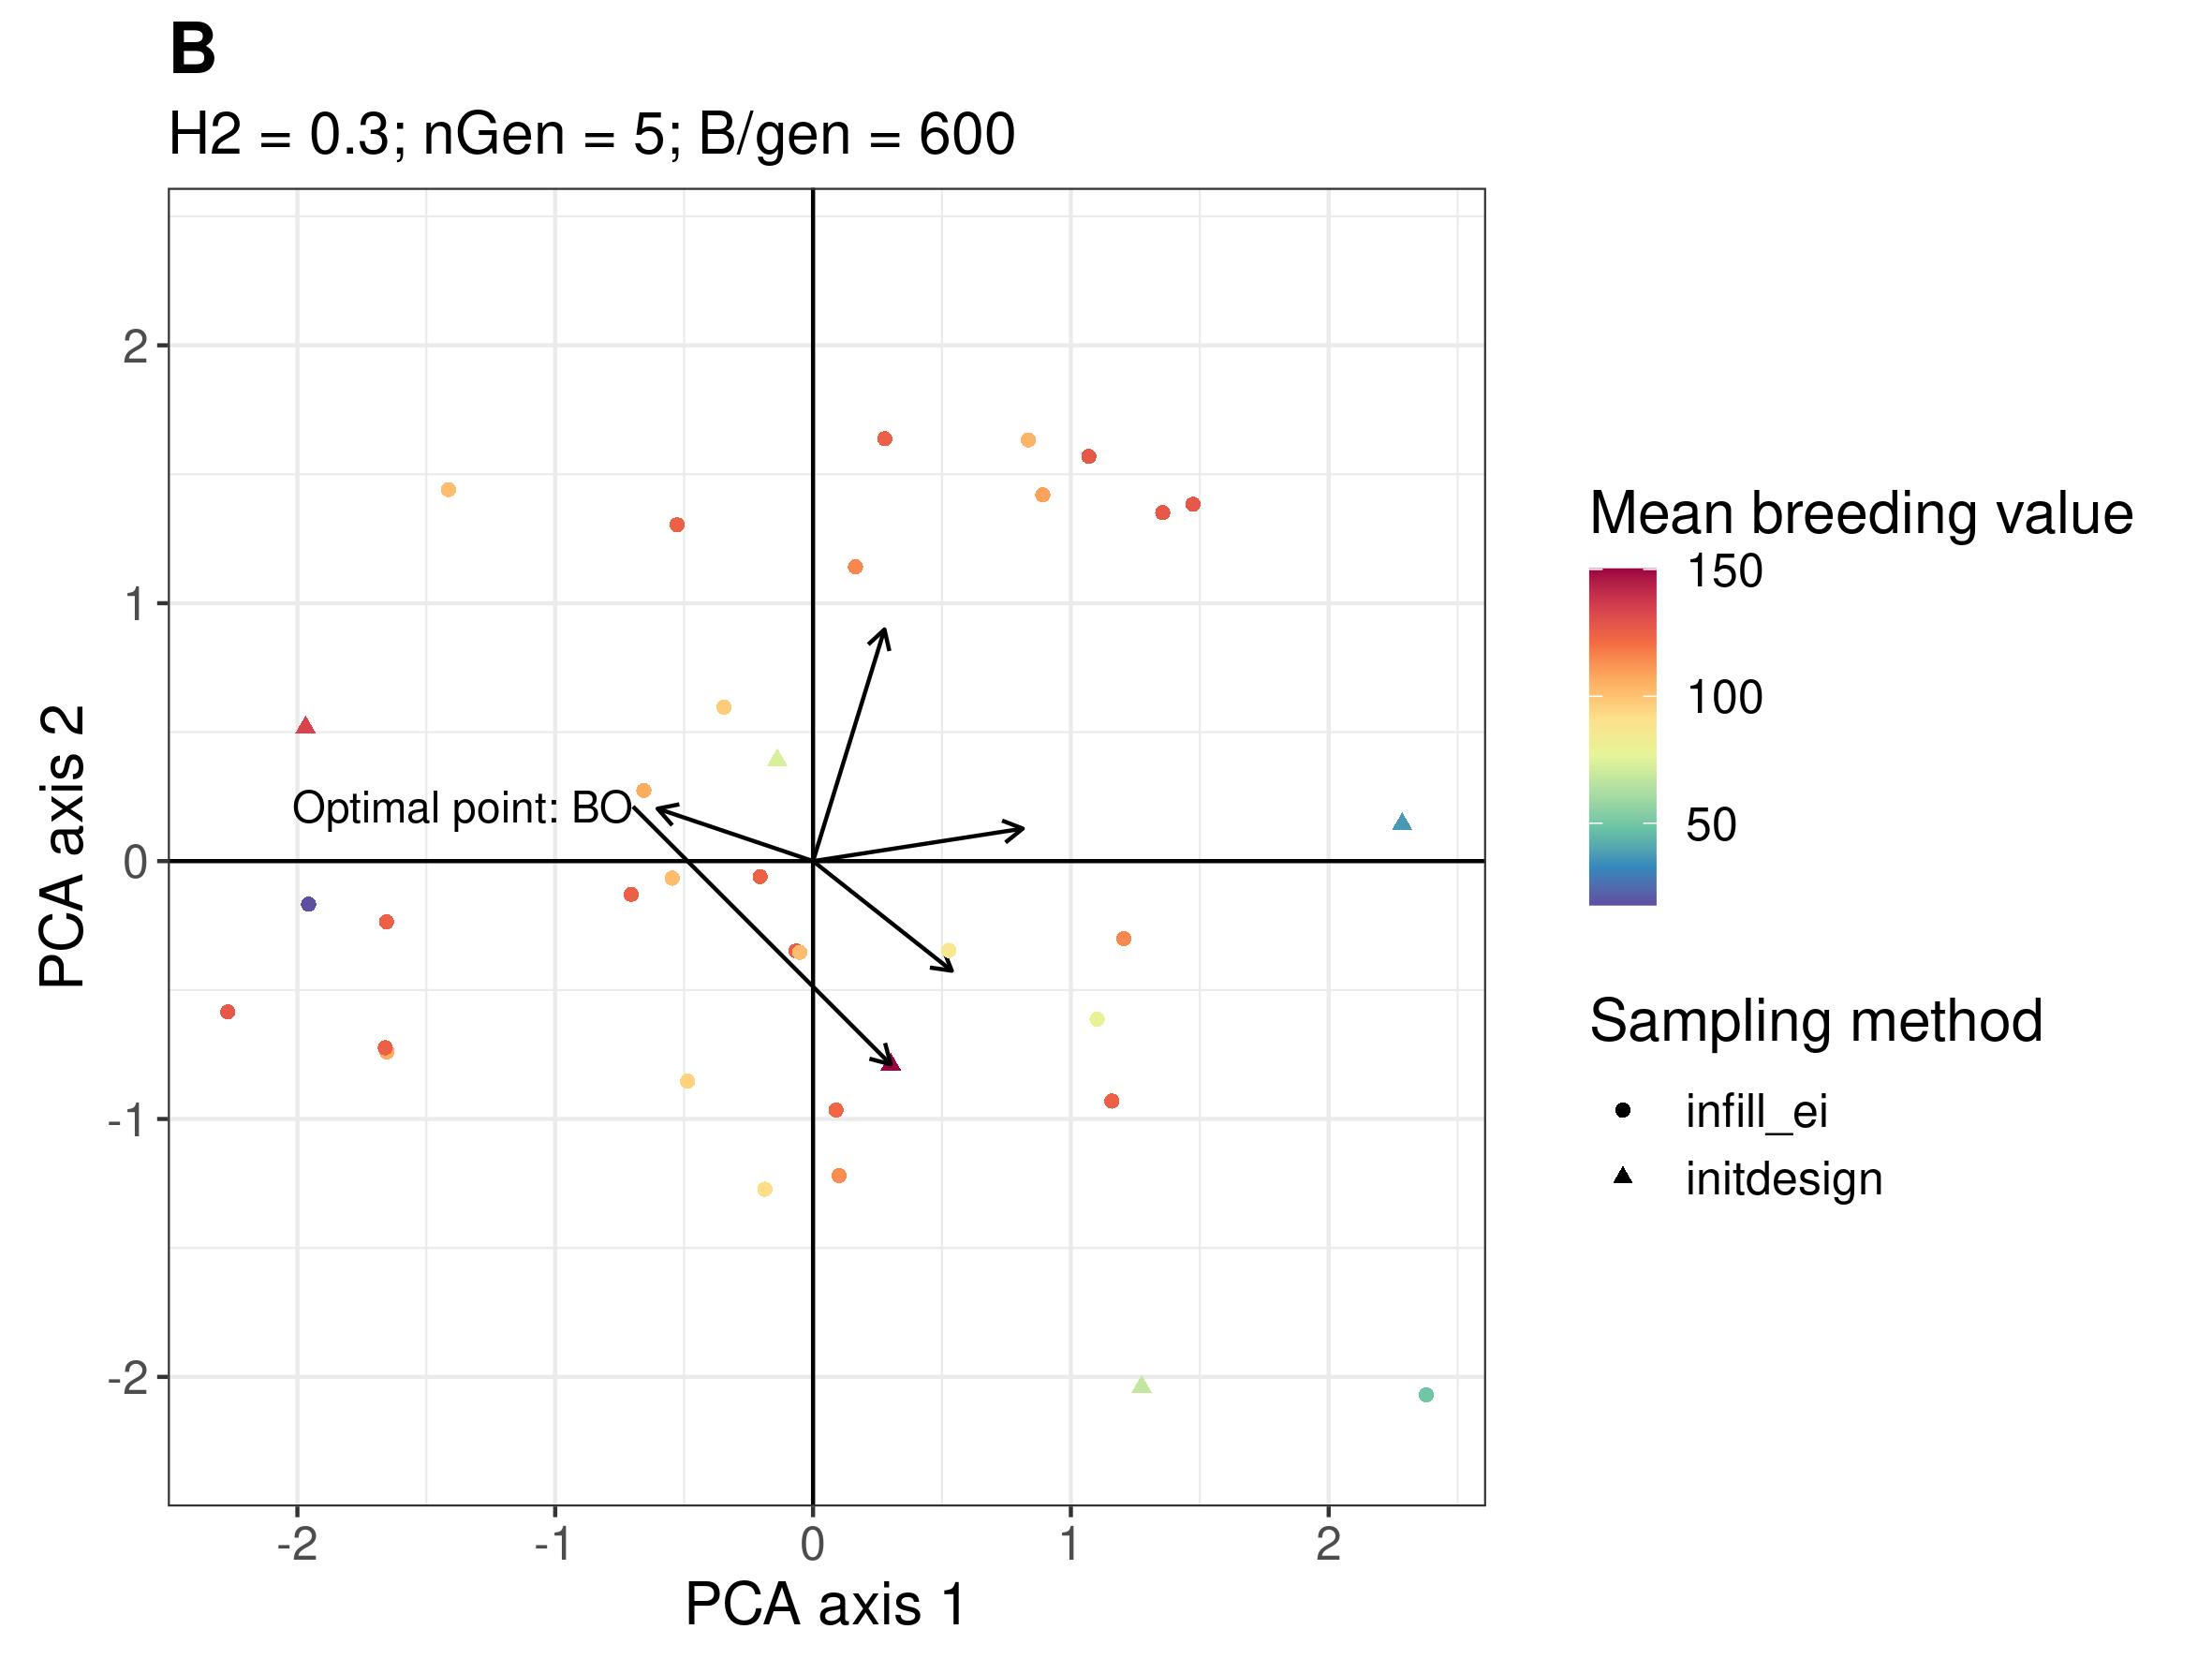 B
H2 = 0.3; nGen = 5; B/gen = 600
PCA axis 2
2
1
0
-1
-2
Optimal point: BO
-2
-1
0
1
2
PCA axis 1
Mean breeding value
150
100
50
Sampling method
infill_ei
initdesign